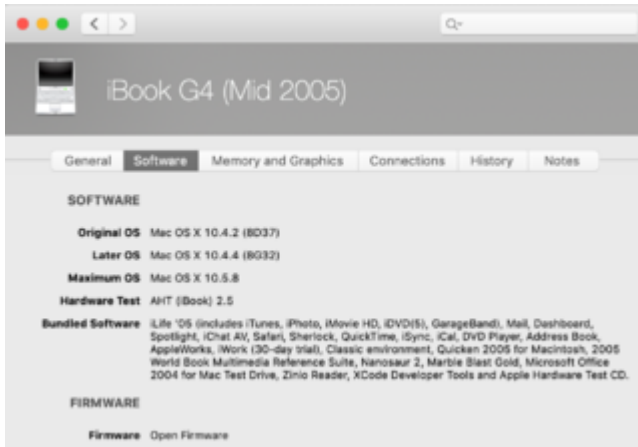 iBook G4 (Mid 2005)
General Software Memory and Graphics Connections History Notes
SOFTWARE
Original OS Mac OS X 10.4.2 (8D37)
Later OS Mac OS X 10.4.4 (8G32)
Maximum OS Mac OS X 10.5.8
Hardware Test AHT (iBook) 2.5
Bundled Software iLife '05 (includes iTunes, iPhoto, iMovie HD, iDVD(5), GarageBand), Mail, Dashboard,
Spotlight, iChat AV, Safari, Sherlock, QuickTime, iSync, iCal, DVD Player, Address Book,
AppleWorks, iWork (30-day trial), Classic environment, Quicken 2005 for Macintosh, 2005
World Book Multimedia Reference Suite, Nanosaur 2, Marble Blast Gold, Microsoft Office
2004 for Mac Test Drive, Zinio Reader, XCode Developer Tools and Apple Hardware Test CD.
FIRMWARE
Firmware Open Firmware